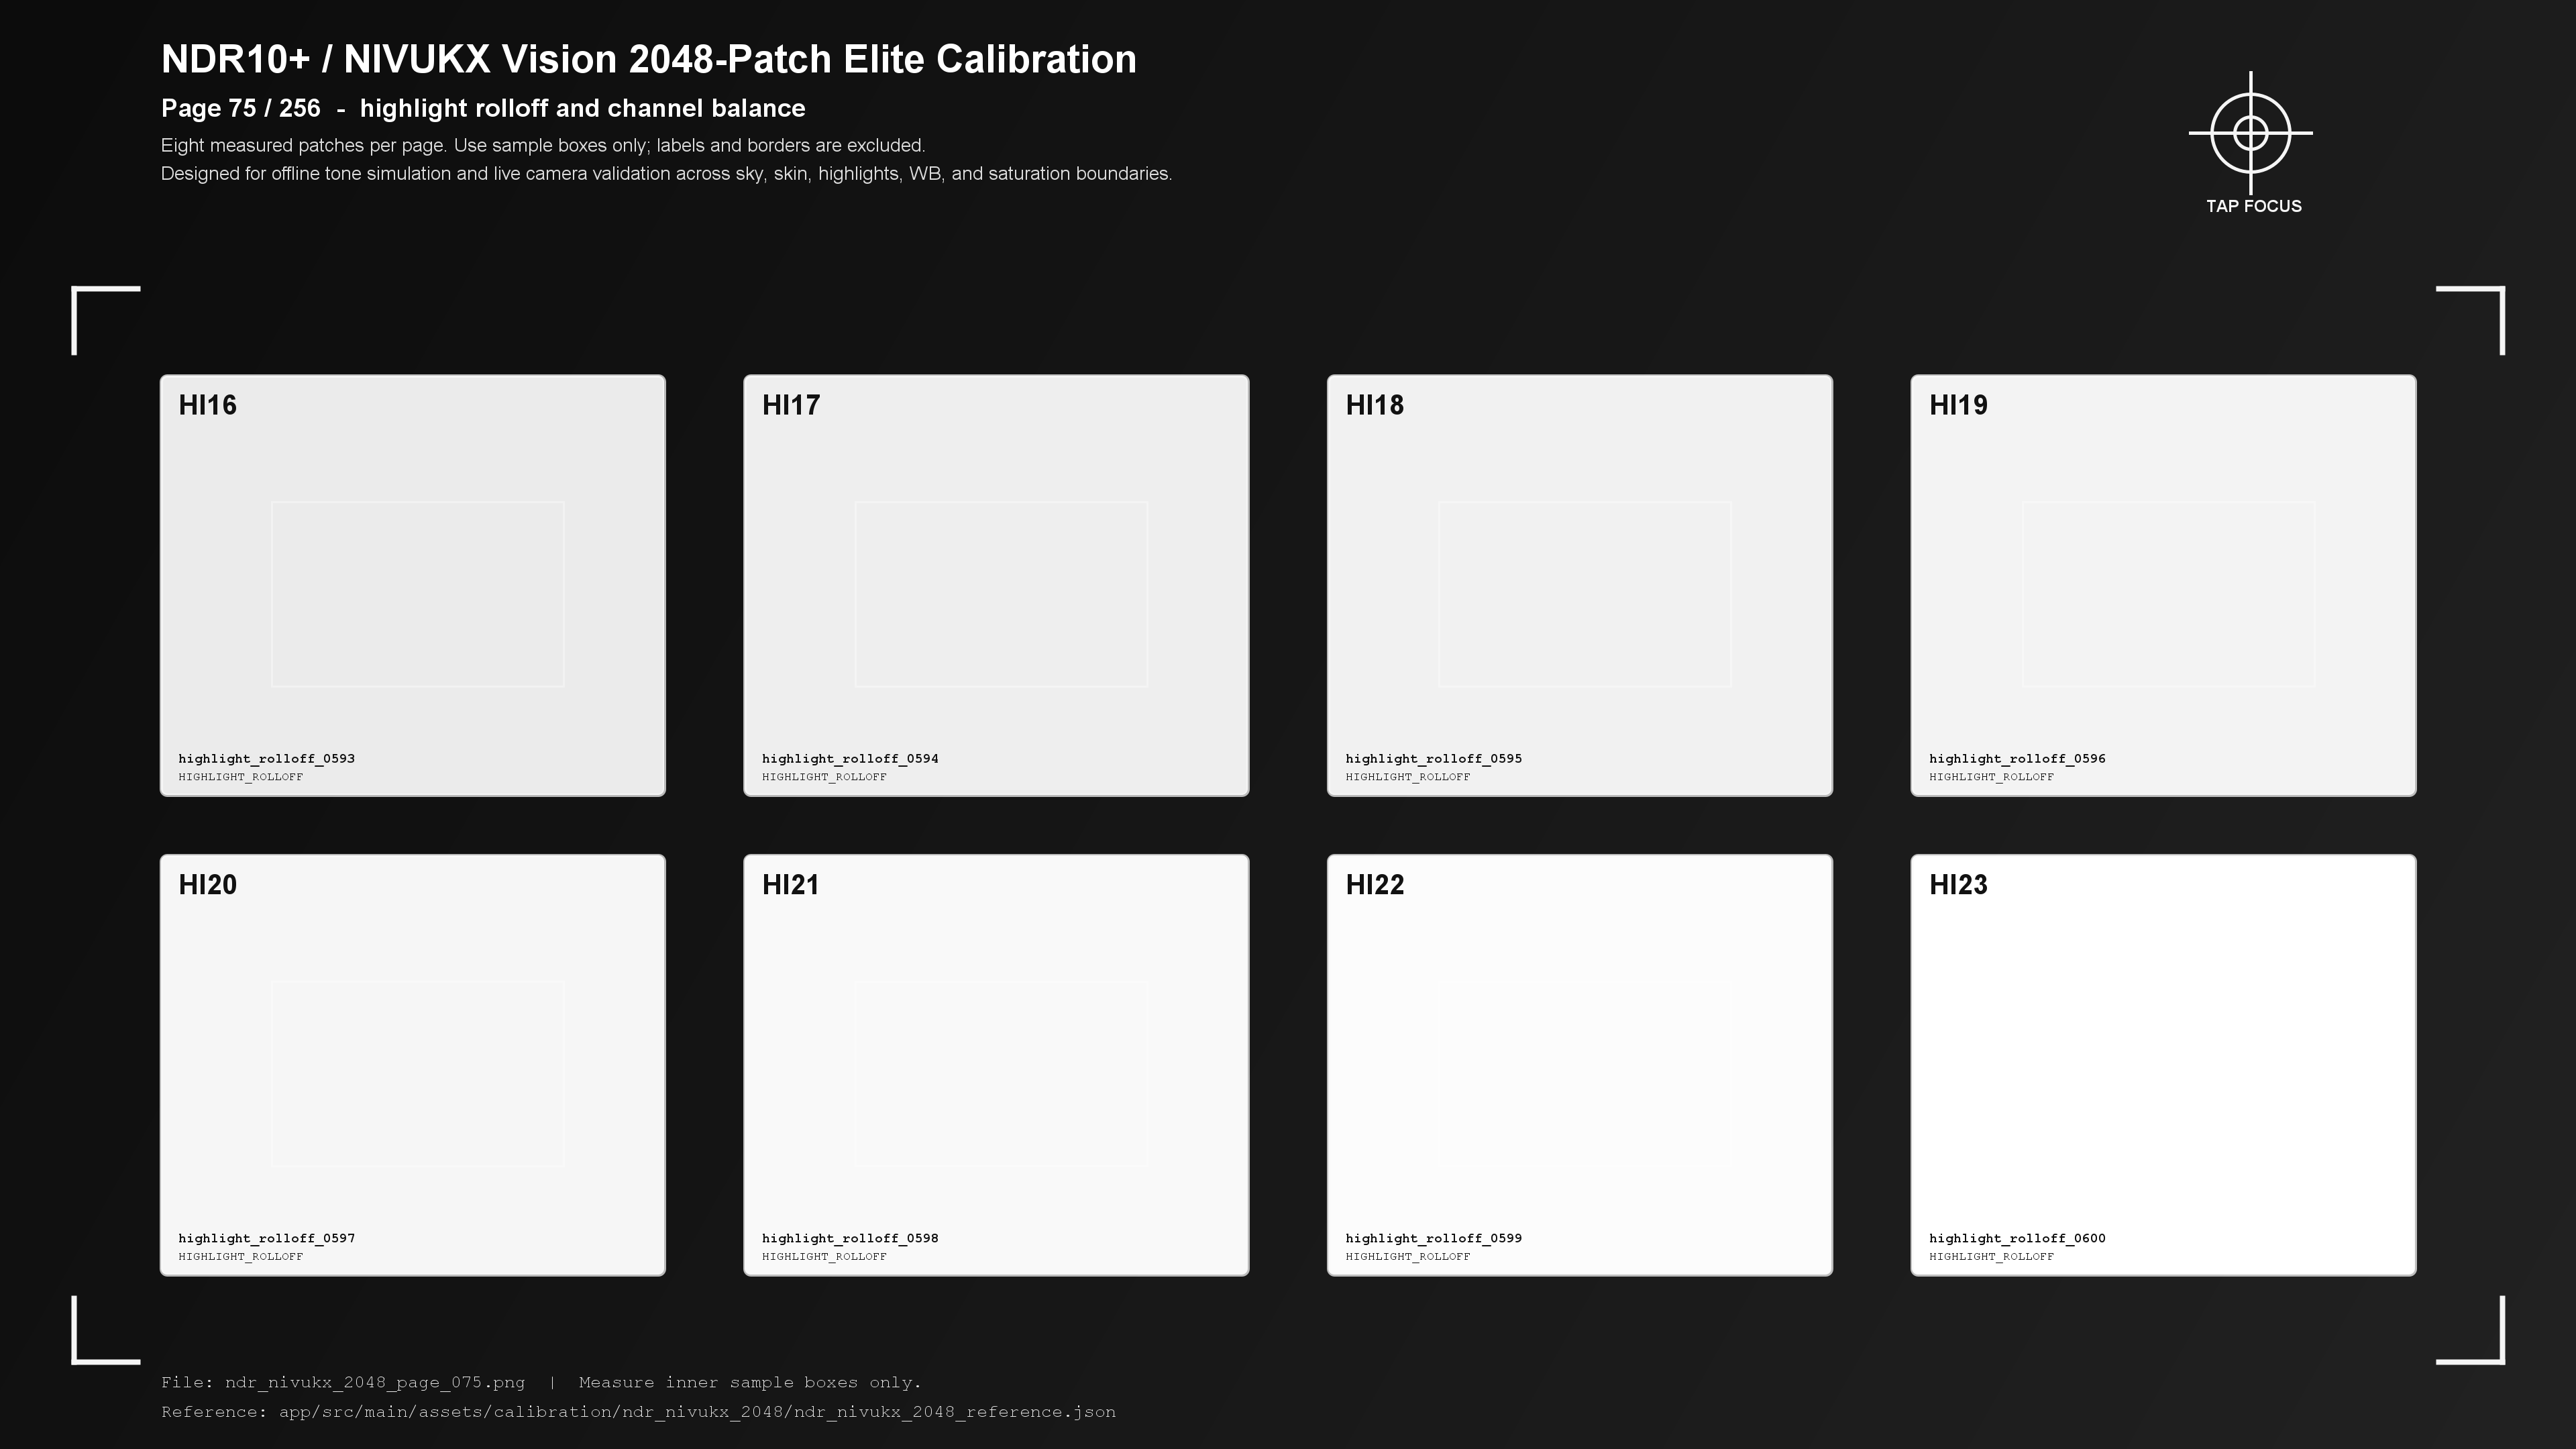 NDR10+ / NIVUKX Vision 2048-Patch Elite Calibration
Page 75 / 256 - highlight rolloff and channel balance
Eight measured patches per page. Use sample boxes only; labels and borders are excluded.
Designed for offline tone simulation and live camera validation across sky, skin, highlights, WB, and saturation boundaries.
TAP FOCUS
HI16
highlight_rolloff_0593
HIGHLIGHT_ROLLOFF
HI17
highlight_rolloff_0594
HIGHLIGHT_ROLLOFF
HI18
highlight_rolloff_0595
HIGHLIGHT_ROLLOFF
HI19
highlight_rolloff_0596
HIGHLIGHT_ROLLOFF
HI20
highlight_rolloff_0597
HIGHLIGHT_ROLLOFF
HI21
highlight_rolloff_0598
HIGHLIGHT_ROLLOFF
HI22
highlight_rolloff_0599
HIGHLIGHT_ROLLOFF
HI23
highlight_rolloff_0600
HIGHLIGHT_ROLLOFF
File: ndr_nivukx_2048_page_075.png | Measure inner sample boxes only.
Reference: app/src/main/assets/calibration/ndr_nivukx_2048/ndr_nivukx_2048_reference.json